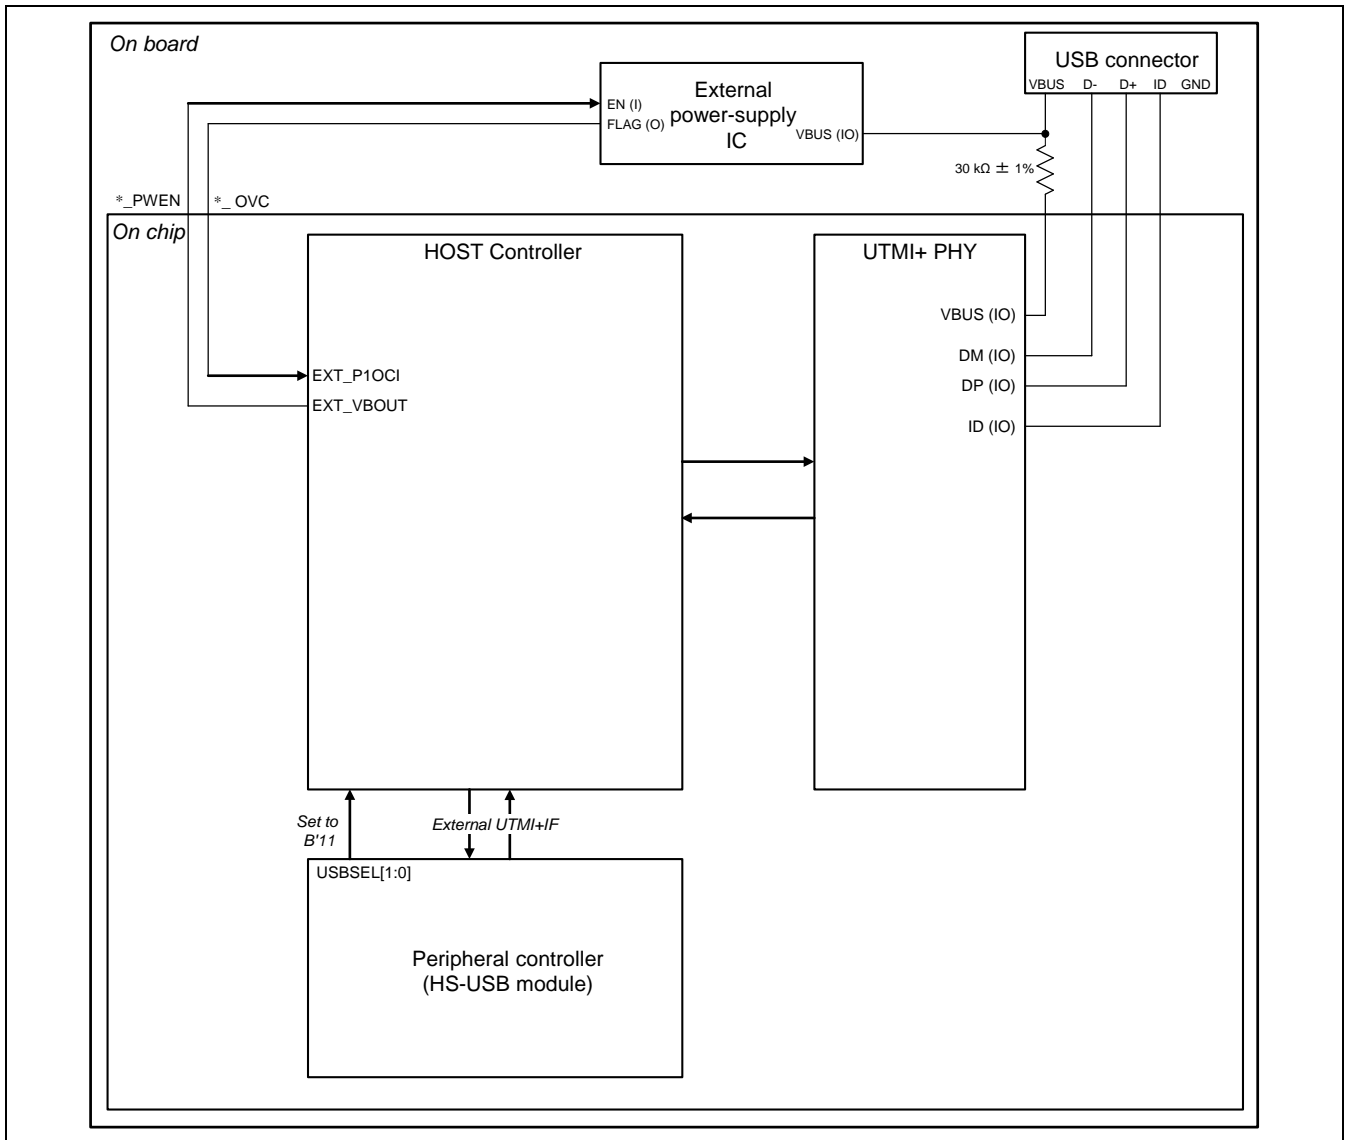 On board
USB connector
VBUS D- D+ ID GND
External
power-supply
IC
EN (I)
FLAG (O)
VBUS (IO)
30 kΩ ± 1%
*_PWEN
*_ OVC
On chip
HOST Controller
UTMI+ PHY
VBUS (IO)
DM (IO)
DP (IO)
ID (IO)
EXT_P1OCI
EXT_VBOUT
Set to
B'11
External UTMI+IF
USBSEL[1:0]
Peripheral controller
(HS-USB module)